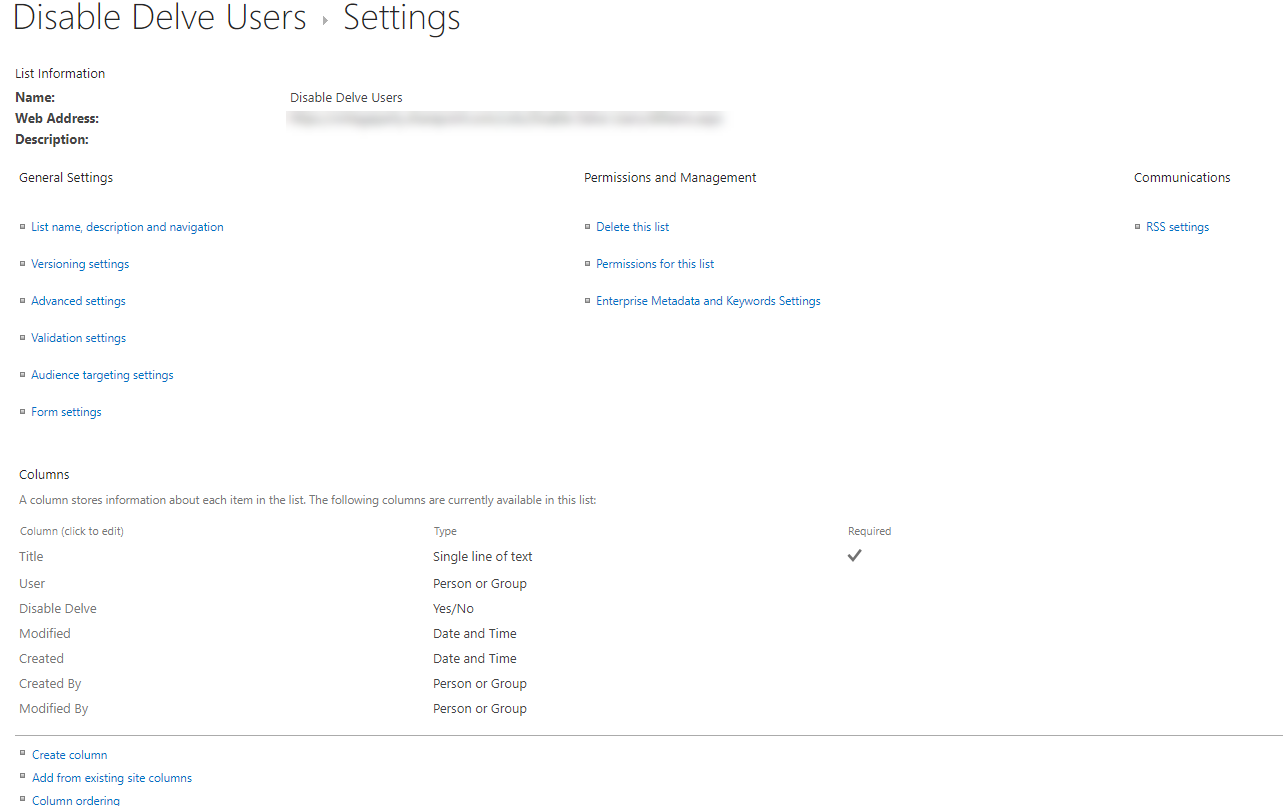 Disable Delve Users Settings
List Information
Name: Disable Delve Users
Web Address:
Description:
General Settings Permissions and Management Communications
List name, description and navigation Delete this list RSS settings
Versioning settings Permissions for this list
Advanced settings Enterprise Metadata and Keywords Settings
Validation settings
Audience targeting settings
Form settings
Columns
A column stores information about each item in the list. The following columns are currently available in this list:
Column (click to edit) Type Required
Title Single line of text
User Person or Group
Disable Delve Yes/No
Modified Date and Time
Created Date and Time
Created By Person or Group
Modified By Person or Group
Create column
Add from existing site columns
Column ordering